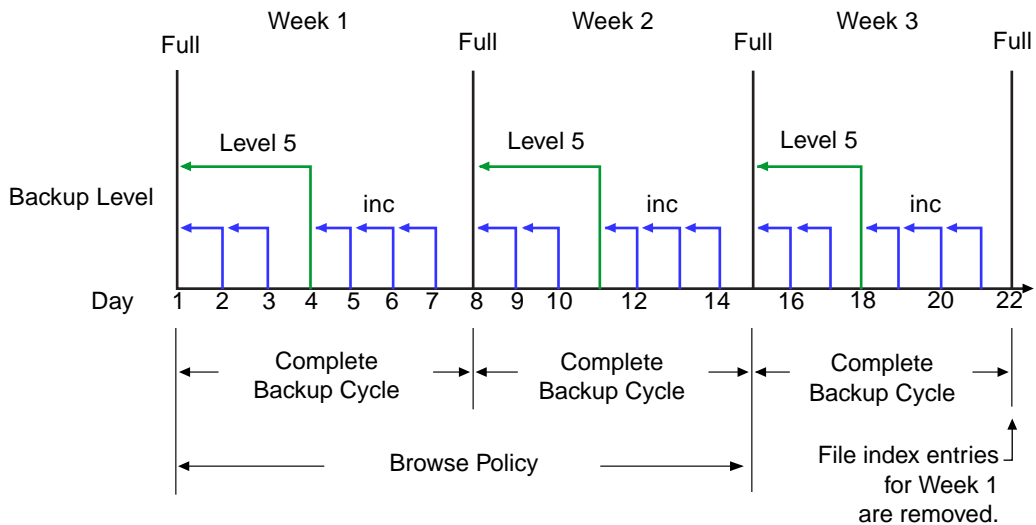 Week 1 Week 2 Week 3
Full Full Full Full
Level 5 Level 5 Level 5
Backup Level
inc inc inc
Day 1 2 3 4 5 6 7 8 9 10 12 14 16 18 20 22
Complete Complete Complete
Backup Cycle Backup Cycle Backup Cycle
Browse Policy
File index entries
for Week 1
are removed.